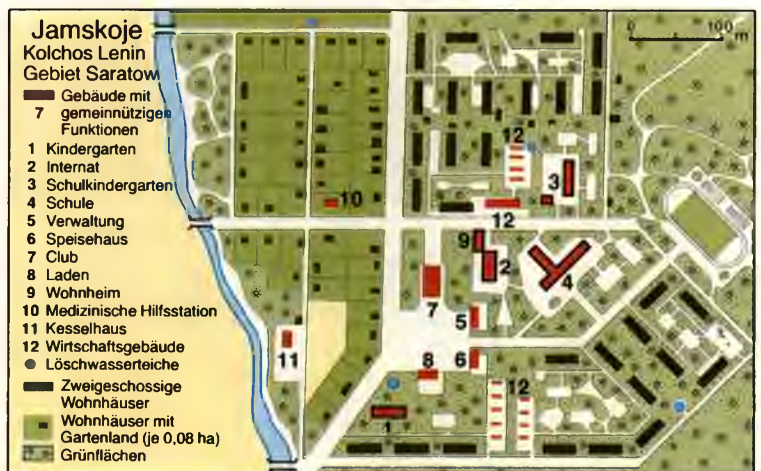 Jamskoje
Kolchos Lenin
Gebiet Saratow
Gebäude mit
7 gemeinnützigen
Funktionen
1 Kindergarten
2 Internat
3 Schulkindergarten
4 Schule
5 Verwaltung
6 Speisehaus
7 Club
8 Laden
9 Wohnheim
10 Medizinische Hilfsstation
11 Kesselhaus
12 Wirtschaftsgebäude
Löschwasserteiche
Zweigeschossige
Wohnhäuser
Wohnhäuser mit
Gartenland (je 0,08 ha)
Grünflächen
0 100 m
12
3
10
12
9
2
4
7
5
11
8
6
12
1